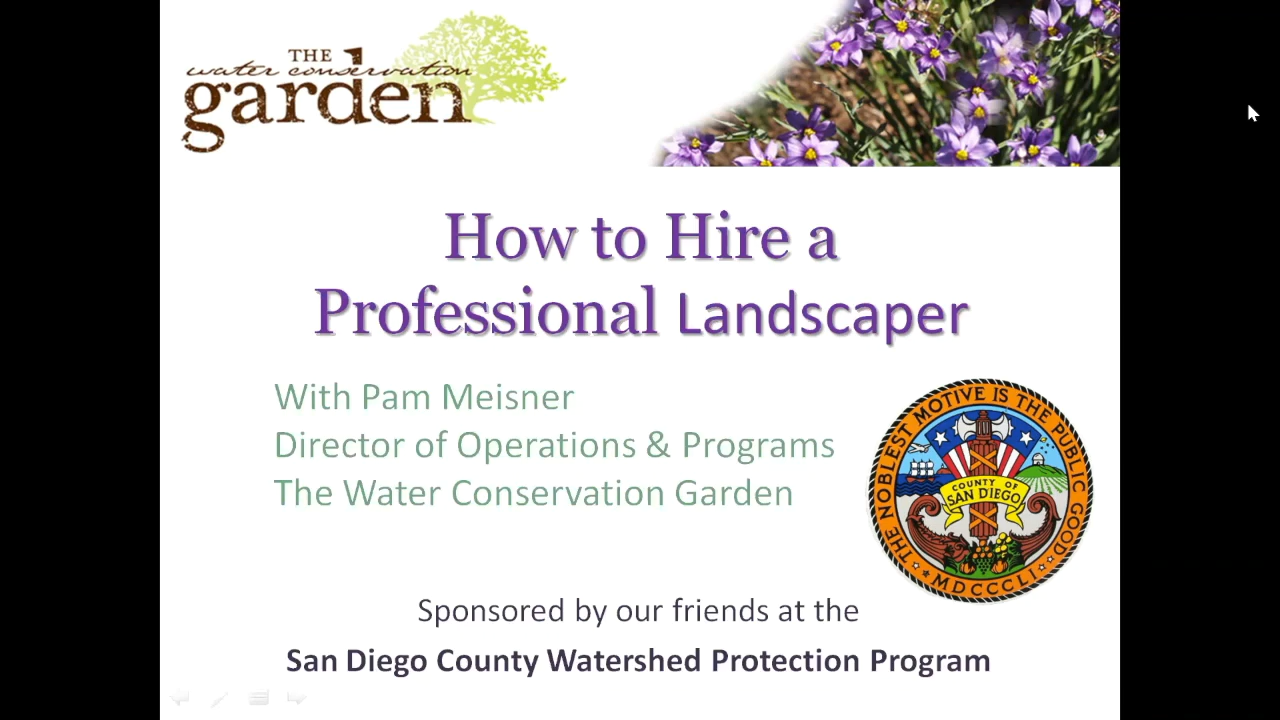 THE
water conservation
garden
How to Hire a
Professional Landscaper
With Pam Meisner
Director of Operations & Programs
The Water Conservation Garden
THE NOBLEST MOTIVE IS THE PUBLIC GOOD
COUNTY OF
SAN DIEGO
MDCCCLI
Sponsored by our friends at the
San Diego County Watershed Protection Program